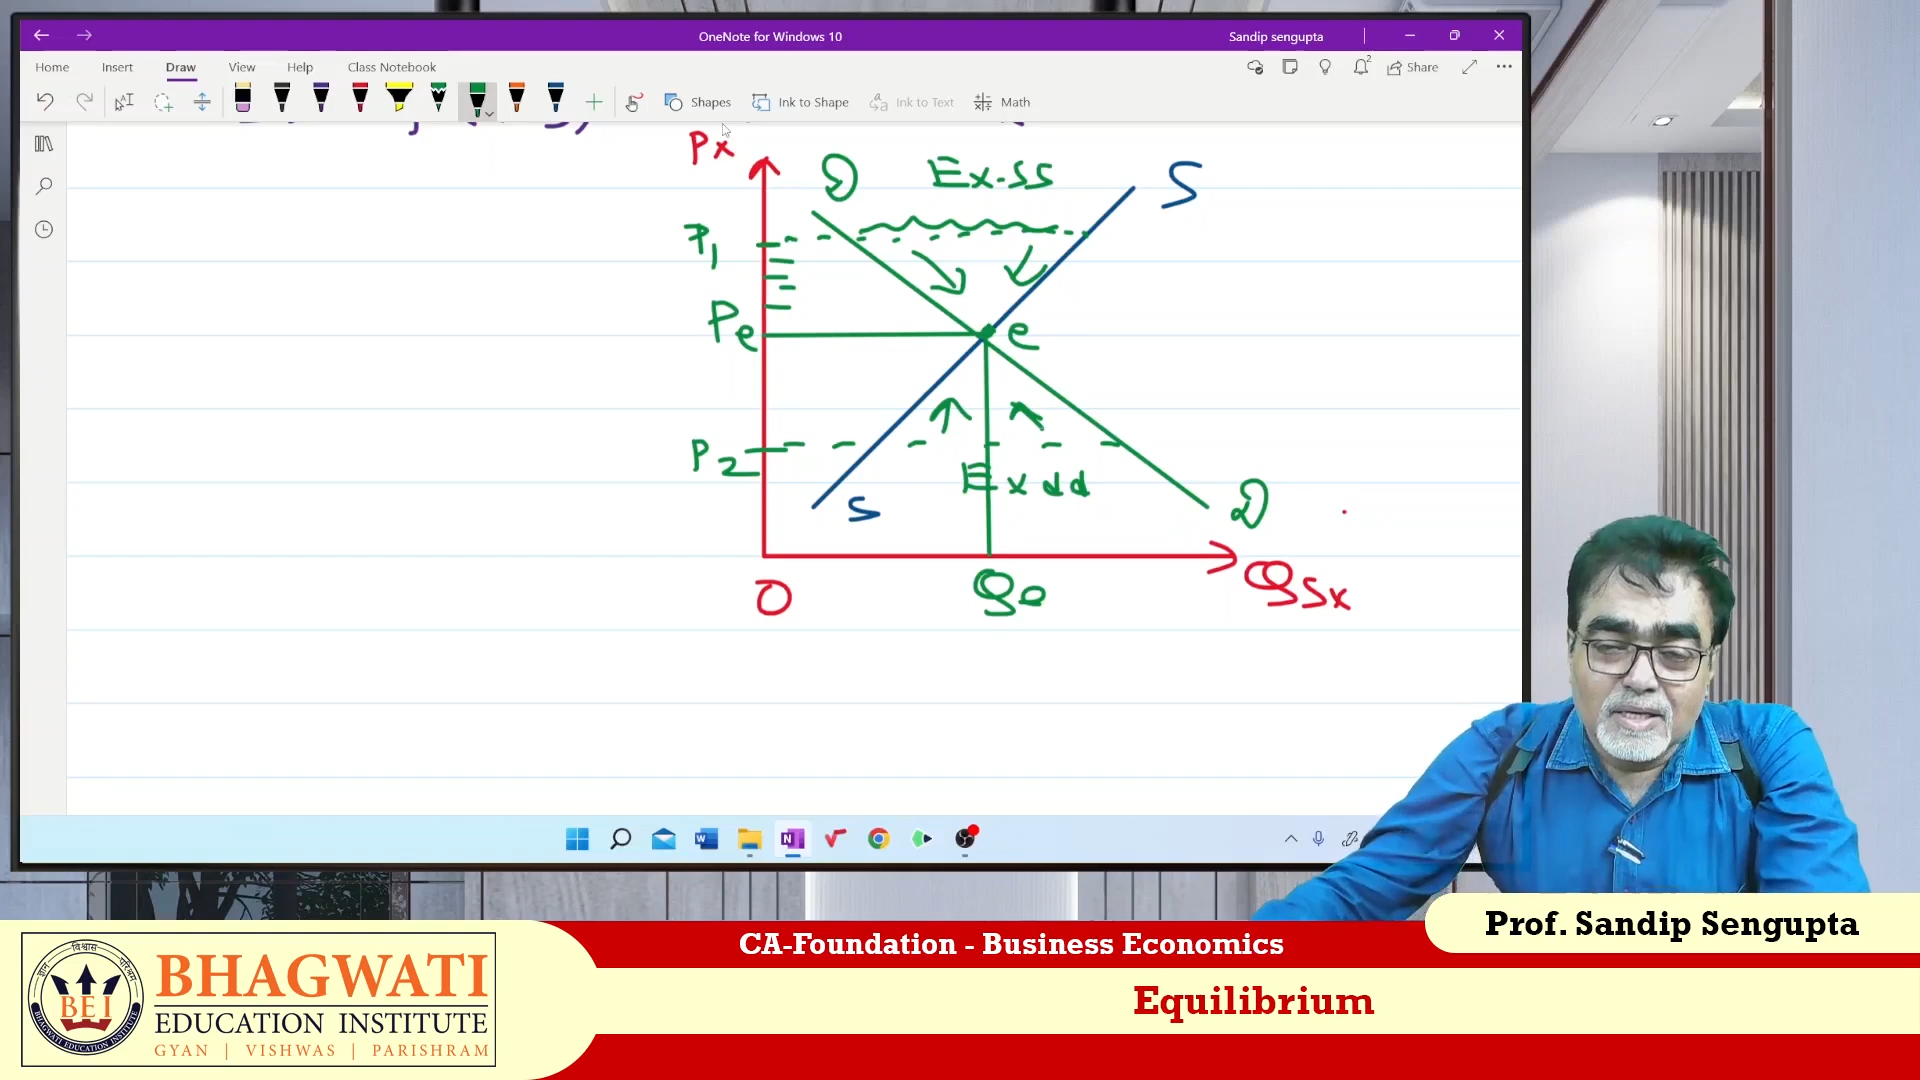 OneNote for Windows 10
Sandip sengupta
Home Insert Draw View Help Class Notebook
2
Share
Shapes Ink to Shape Ink to Text Math
Px
D Ex-SS S
P1
Pe e
P2
Ex dd
S D
O Qe QSx
Prof. Sandip Sengupta
CA-Foundation - Business Economics
Equilibrium
विश्वास
BEI
BHAGWATI
EDUCATION INSTITUTE
GYAN | VISHWAS | PARISHRAM